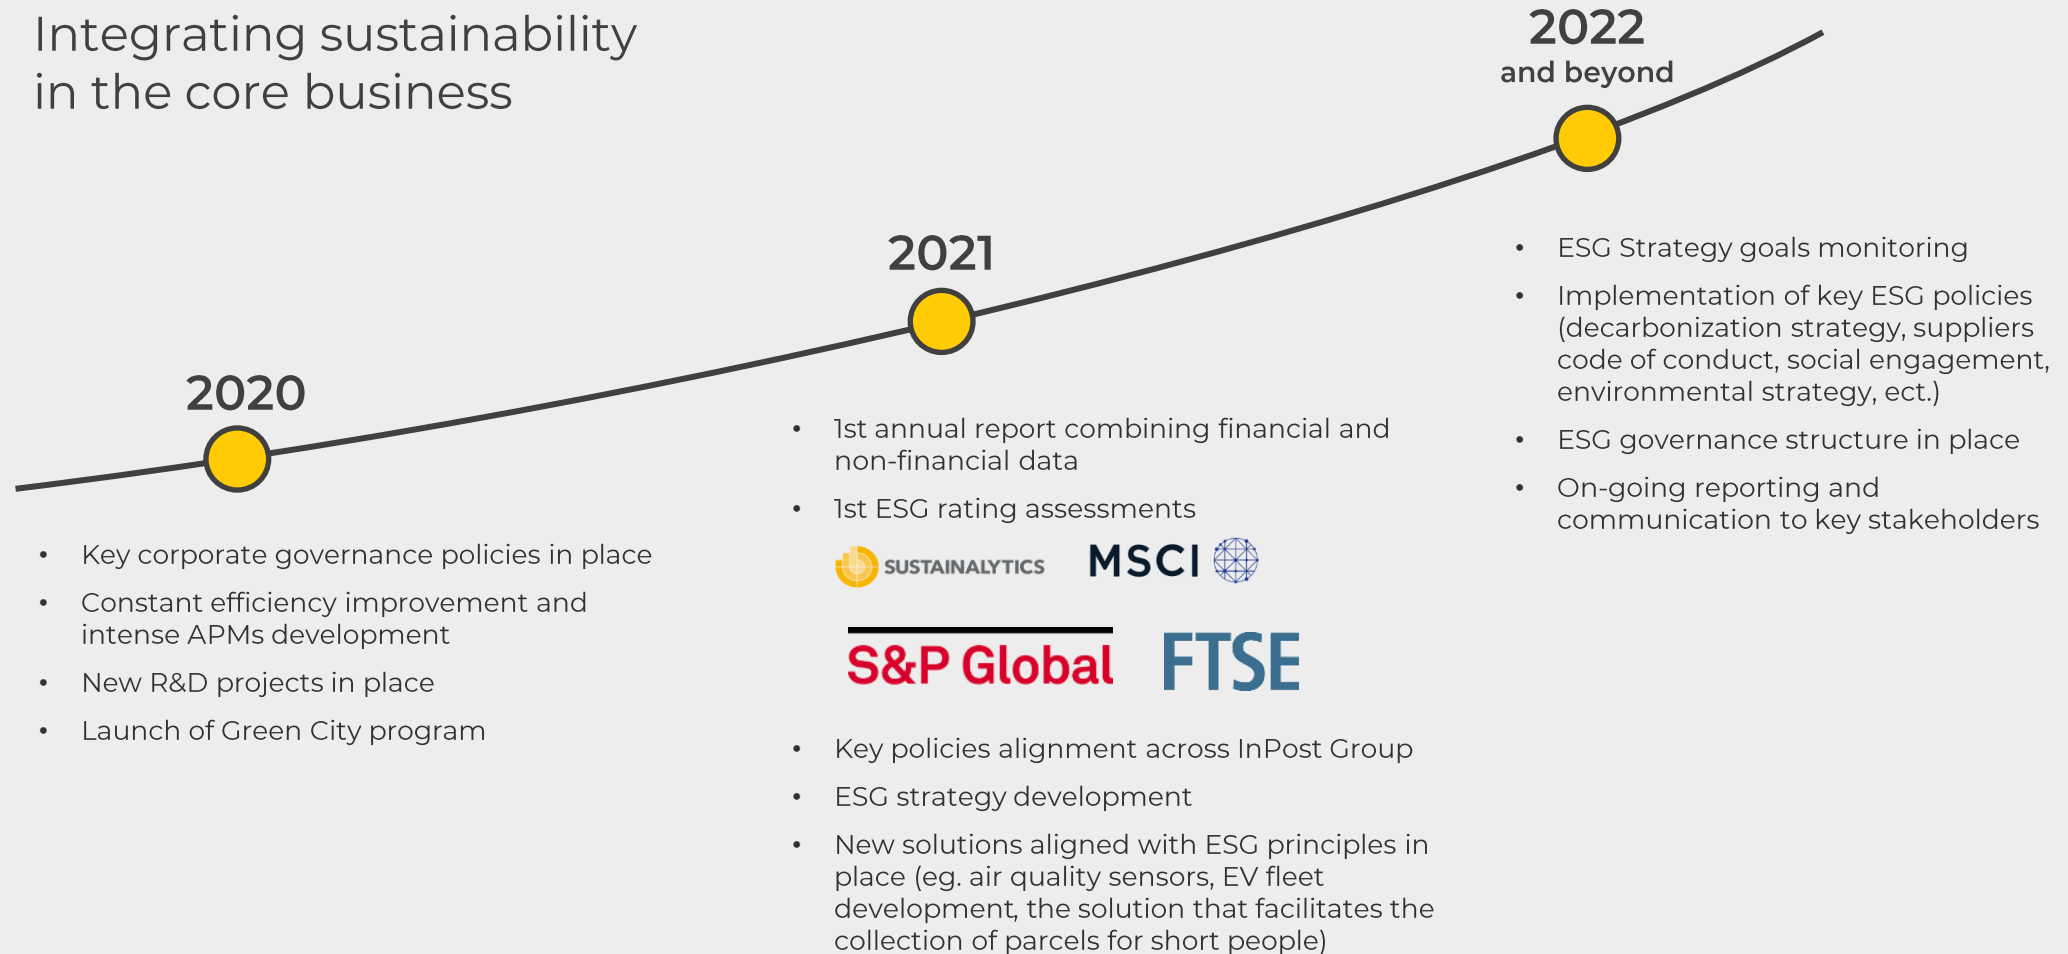 Integrating sustainability
in the core business
2020
• Key corporate governance policies in place
• Constant efficiency improvement and
intense APMs development
• New R&D projects in place
• Launch of Green City program
2021
• 1st annual report combining financial and
non-financial data
• 1st ESG rating assessments
SUSTAINALYTICS
MSCI
S&P Global
FTSE
• Key policies alignment across InPost Group
• ESG strategy development
• New solutions aligned with ESG principles in
place (eg. air quality sensors, EV fleet
development, the solution that facilitates the
collection of parcels for short people)
2022
and beyond
• ESG Strategy goals monitoring
• Implementation of key ESG policies
(decarbonization strategy, suppliers
code of conduct, social engagement,
environmental strategy, ect.)
• ESG governance structure in place
• On-going reporting and
communication to key stakeholders